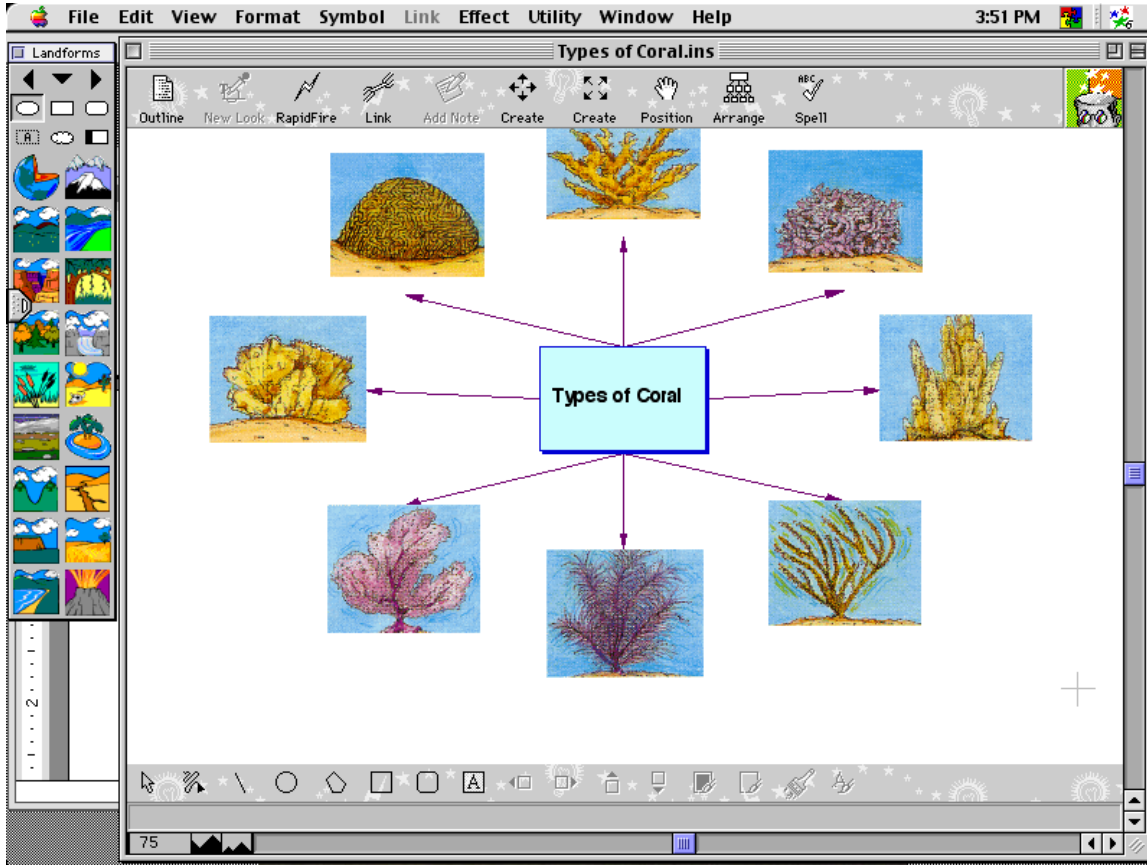 File Edit View Format Symbol Link Effect Utility Window Help 3:51 PM
Landforms
Types of Coral.ins
Outline New Look RapidFire Link Add Note Create Create Position Arrange ABC Spell
A
Types of Coral
2
A
75